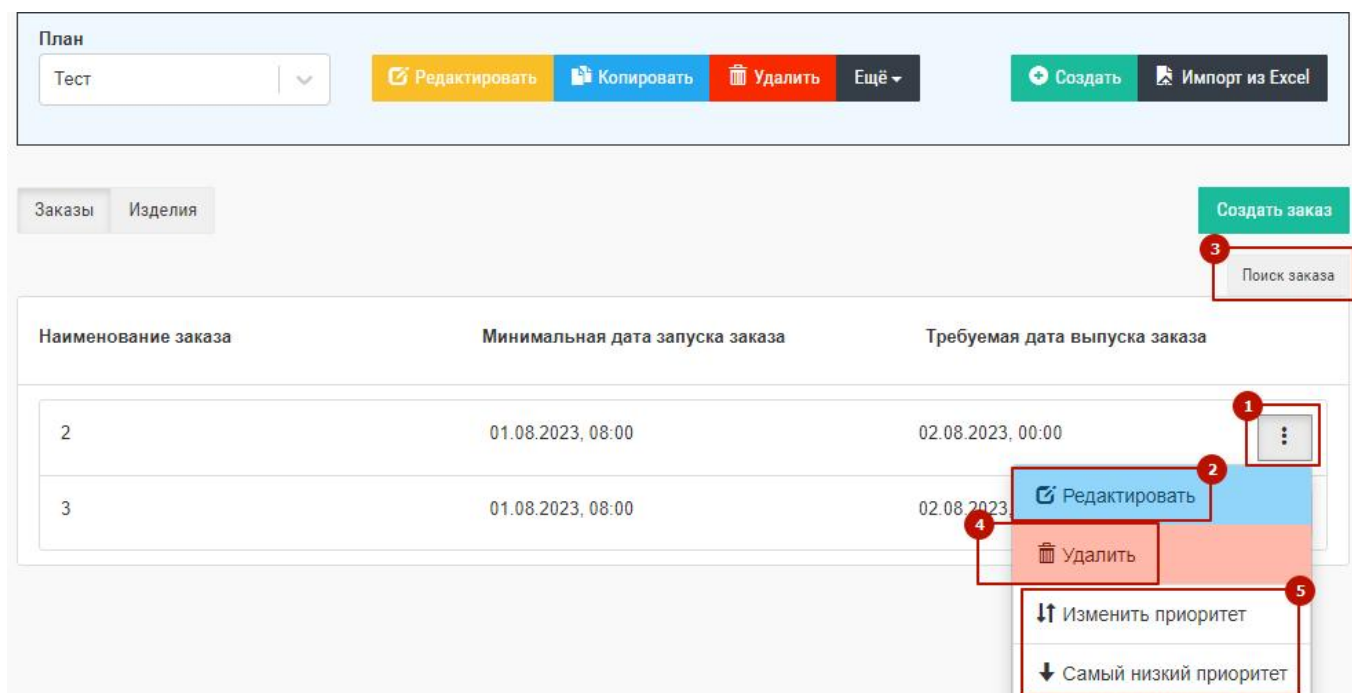 План
Тест
Редактировать Копировать Удалить Ещё Создать Импорт из Excel
Заказы Изделия Создать заказ
3
Поиск заказа
Наименование заказа Минимальная дата запуска заказа Требуемая дата выпуска заказа
1
2 01.08.2023, 08:00 02.08.2023, 00:00
2
Редактировать
3 01.08.2023, 08:00 02.08.2023,
4
Удалить
5
Изменить приоритет
Самый низкий приоритет